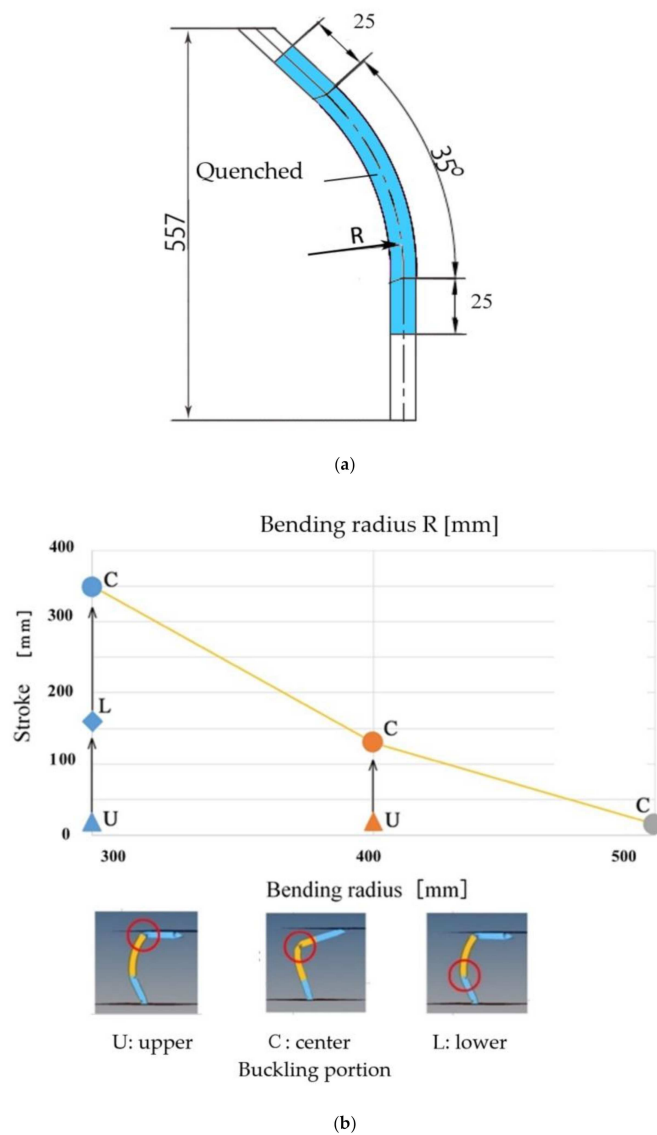 25
35⁰
Quenched
557
R
25
(a)
Bending radius R [mm]
400
C
300
Stroke [mm]
L
200
C
100
C
U
U
0
300
400
500
Bending radius [mm]
U: upper
C: center
L: lower
Buckling portion
(b)